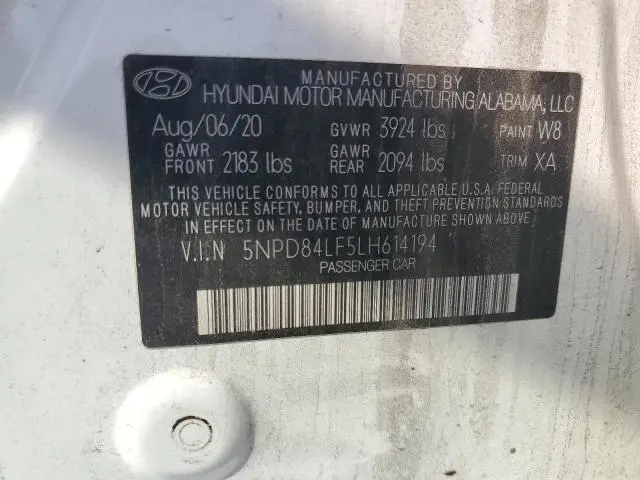 MANUFACTURED BY
HYUNDAI MOTOR MANUFACTURING ALABAMA, LLC
Aug/06/20 GVWR 3924 lbs PAINT W8
GAWR FRONT 2183 lbs GAWR REAR 2094 lbs TRIM XA
THIS VEHICLE CONFORMS TO ALL APPLICABLE U.S.A. FEDERAL
MOTOR VEHICLE SAFETY, BUMPER, AND THEFT PREVENTION
STANDARDS IN EFFECT ON THE DATE OF MANUFACTURE SHOWN ABOVE
V.I.N 5NPD84LF5LH614194
PASSENGER CAR